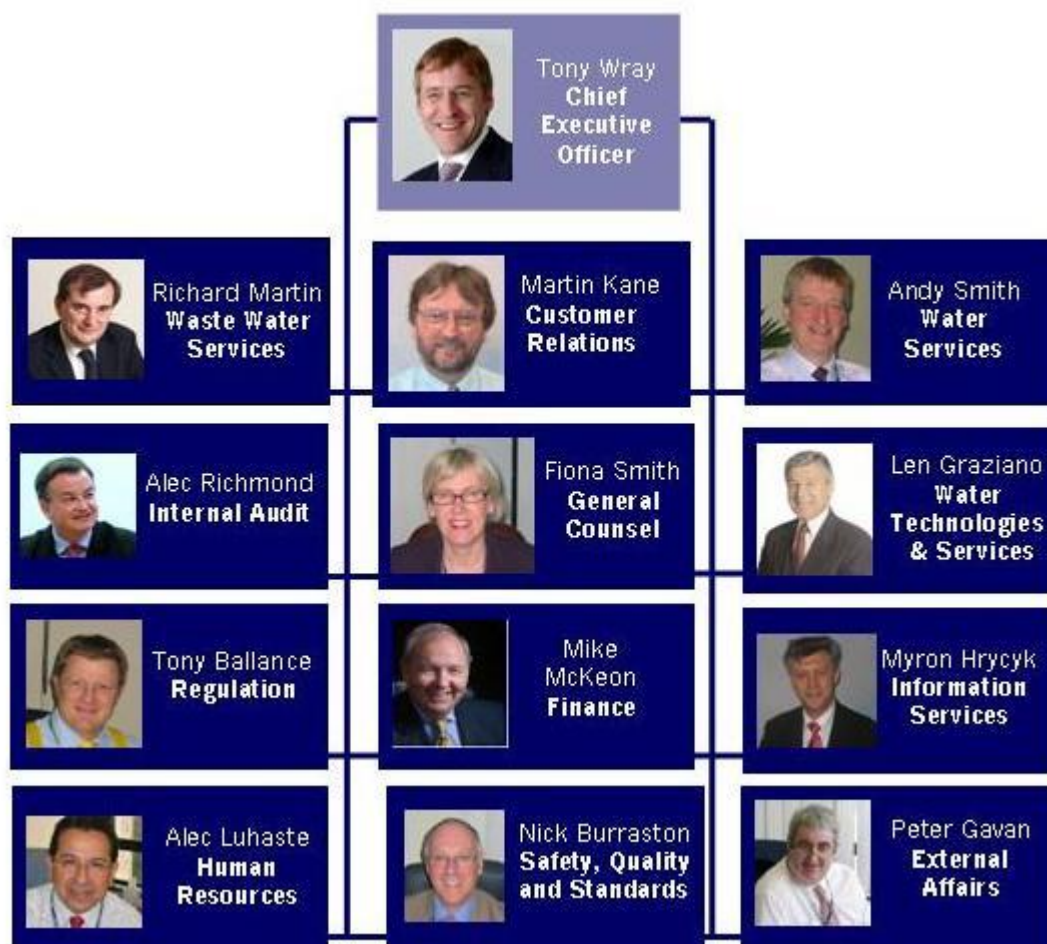 Tony Wray
Chief
Executive
Officer
Richard Martin
Waste Water
Services
Martin Kane
Customer
Relations
Andy Smith
Water
Services
Alec Richmond
Internal Audit
Fiona Smith
General
Counsel
Len Graziano
Water
Technologies
& Services
Tony Ballance
Regulation
Mike
McKeon
Finance
Myron Hrycyk
Information
Services
Alec Luhaste
Human
Resources
Nick Burraston
Safety, Quality
and Standards
Peter Gavan
External
Affairs